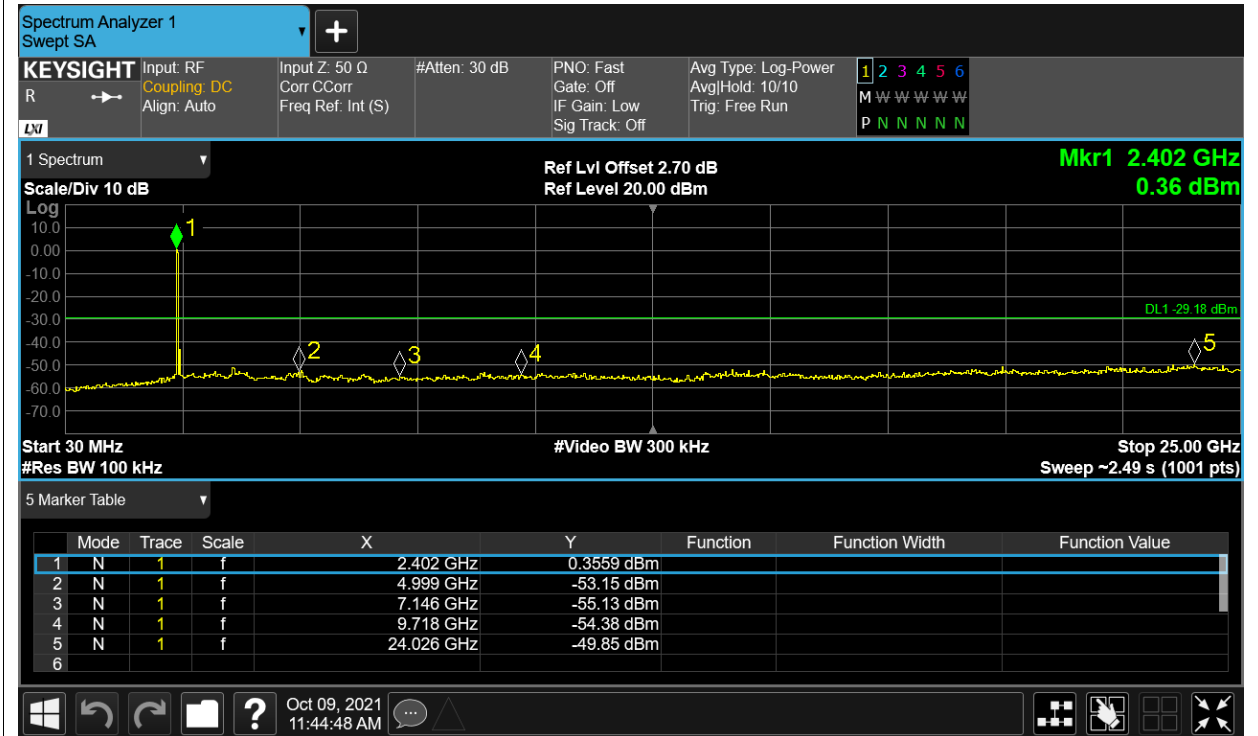 Spectrum Analyzer 1
Swept SA
+
KEYSIGHT Input: RF Input Z: 50 Ω #Atten: 30 dB PNO: Fast Avg Type: Log-Power 1 2 3 4 5 6
R Coupling: DC Corr CCorr Gate: Off Avg|Hold: 10/10 M W W W W W
Align: Auto Freq Ref: Int (S) IF Gain: Low Trig: Free Run
LXI Sig Track: Off P N N N N N
1 Spectrum
Ref Lvl Offset 2.70 dB Mkr1 2.402 GHz
Scale/Div 10 dB Ref Level 20.00 dBm 0.36 dBm
Log
10.0
1
0.00
-10.0
-20.0
DL1 -29.18 dBm
-30.0
-40.0
2 3 4 5
-50.0
-60.0
-70.0
Start 30 MHz #Video BW 300 kHz Stop 25.00 GHz
#Res BW 100 kHz Sweep ~2.49 s (1001 pts)
5 Marker Table
Mode Trace Scale X Y Function Function Width Function Value
1 N 1 f 2.402 GHz 0.3559 dBm
2 N 1 f 4.999 GHz -53.15 dBm
3 N 1 f 7.146 GHz -55.13 dBm
4 N 1 f 9.718 GHz -54.38 dBm
5 N 1 f 24.026 GHz -49.85 dBm
6
? Oct 09, 2021
11:44:48 AM